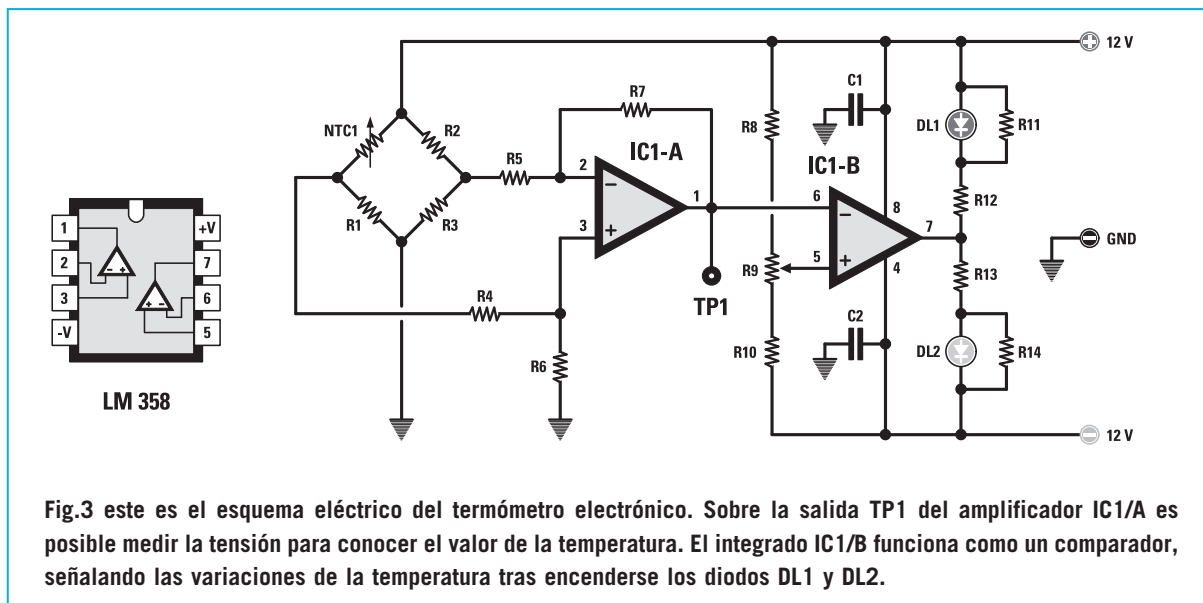 12 V
NTC1
R2
R1
R3
R5
R7
2
3
1
IC1-A
TP1
R4
R6
R8
R9
R10
C1
C2
IC1-B
6
5
8
4
7
DL1
R11
R12
GND
R13
DL2
R14
12 V
1
2
3
-V
+V
7
6
5
LM 358
Fig.3 este es el esquema eléctrico del termómetro electrónico. Sobre la salida TP1 del amplificador IC1/A es
posible medir la tensión para conocer el valor de la temperatura. El integrado IC1/B funciona como un comparador,
señalando las variaciones de la temperatura tras encenderse los diodos DL1 y DL2.